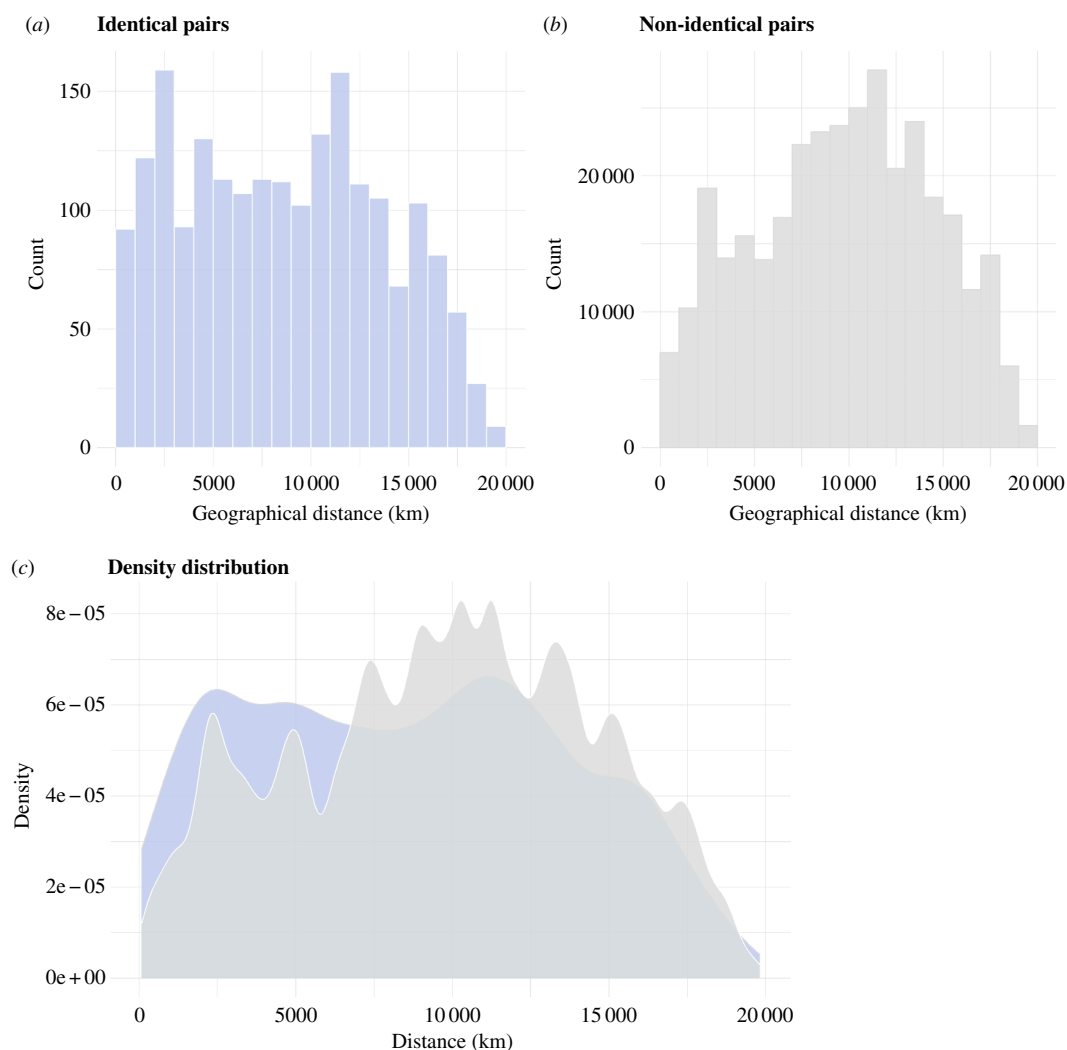 (a) Identical pairs
150
100
50
0
Count
0 5000 10 000 15 000 20 000
Geographical distance (km)
(b) Non-identical pairs
20 000
10 000
0
Count
0 5000 10 000 15 000 20 000
Geographical distance (km)
(c) Density distribution
8e – 05
6e – 05
4e – 05
2e – 05
0e + 00
Density
0 5000 10 000 15 000 20 000
Distance (km)